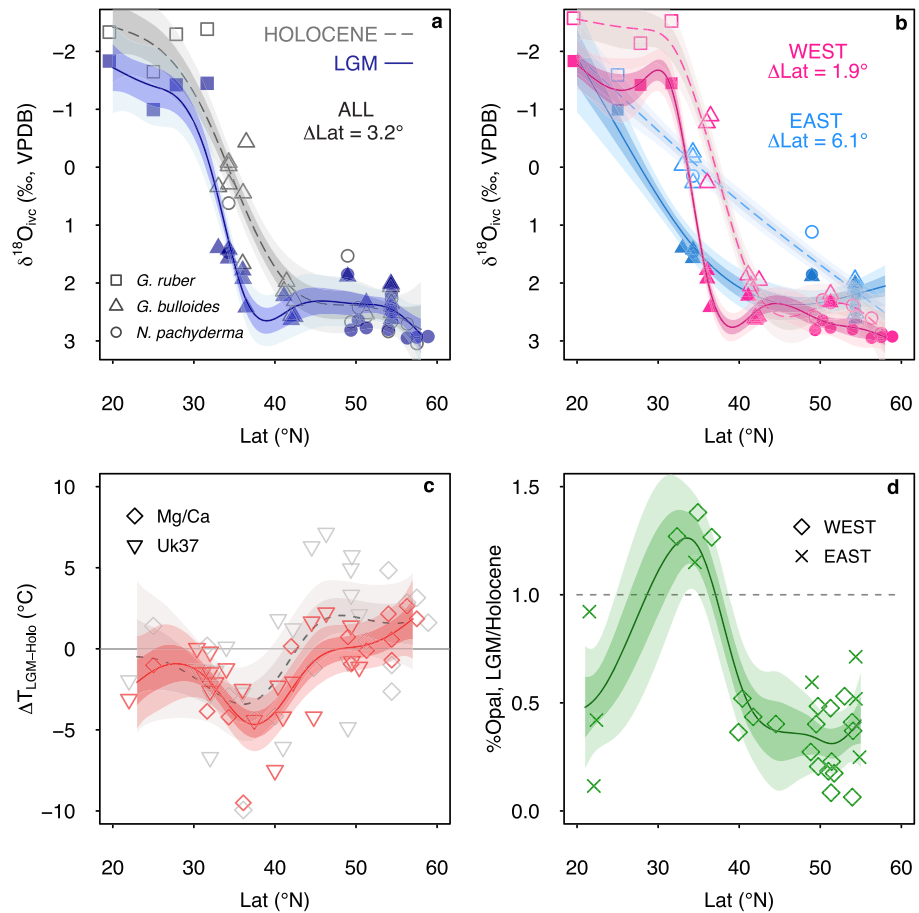 a
HOLOCENE
LGM
ALL
ΔLat = 3.2°
G. ruber
G. bulloides
N. pachyderma
δ¹⁸Oivc (‰, VPDB)
−2
−1
0
1
2
3
20 30 40 50 60
Lat (°N)
b
WEST
ΔLat = 1.9°
EAST
ΔLat = 6.1°
δ¹⁸Oivc (‰, VPDB)
−2
−1
0
1
2
3
20 30 40 50 60
Lat (°N)
c
Mg/Ca
Uk37
ΔTLGM−Holo (°C)
10
5
0
−5
−10
20 30 40 50 60
Lat (°N)
d
WEST
EAST
%Opal, LGM/Holocene
1.5
1.0
0.5
0.0
20 30 40 50 60
Lat (°N)